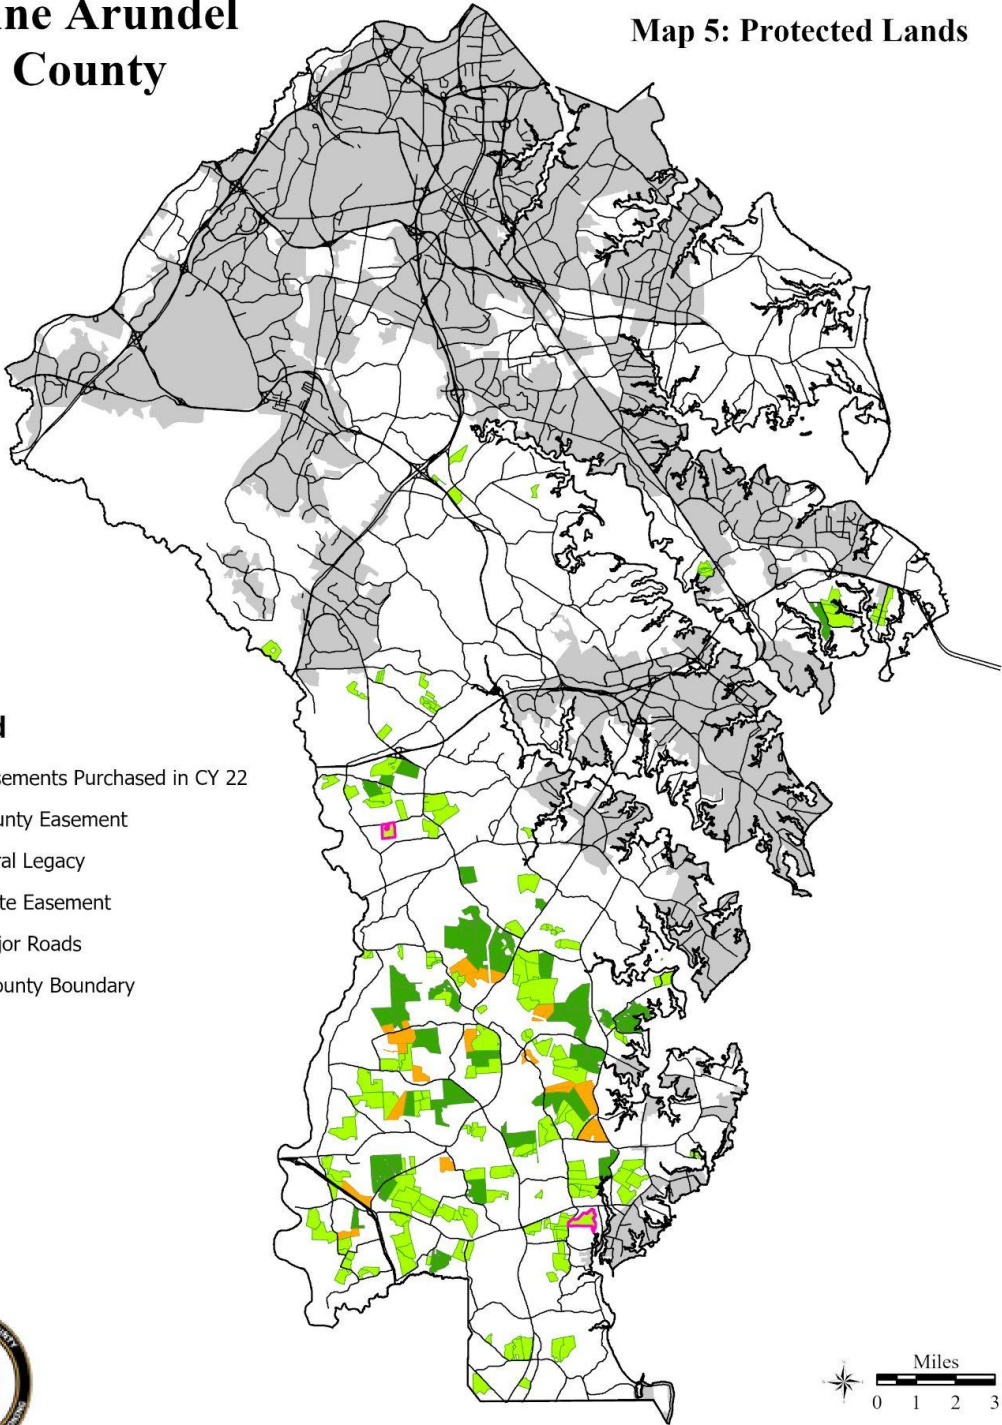 ne Arundel
County
Map 5: Protected Lands
d
sements Purchased in CY 22
unty Easement
ral Legacy
te Easement
jor Roads
ounty Boundary
Miles
0 1 2 3